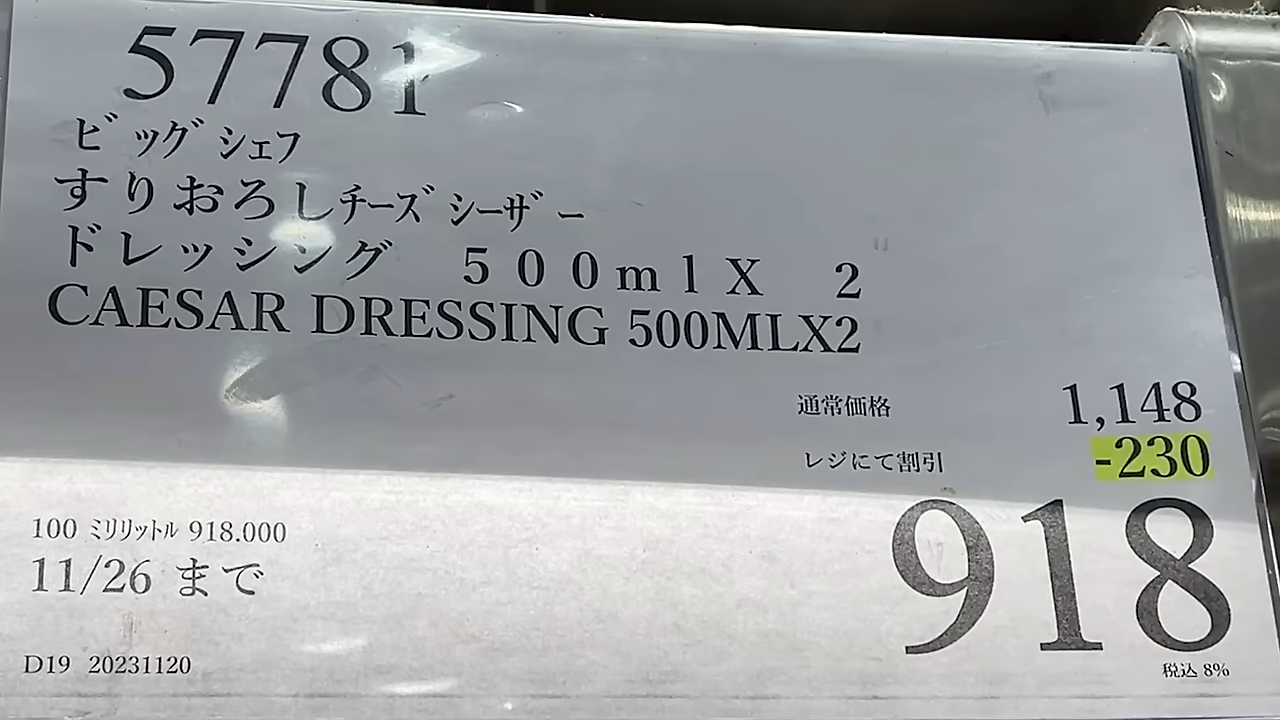 57781
ビッグシェフ
すりおろしチーズシーザー
ドレッシング　５００ｍｌＸ　2
CAESAR DRESSING 500MLX2
通常価格 1,148
レジにて割引 -230
918
100 ミリリットル 918.000
11/26 まで
税込 8%
D19 20231120